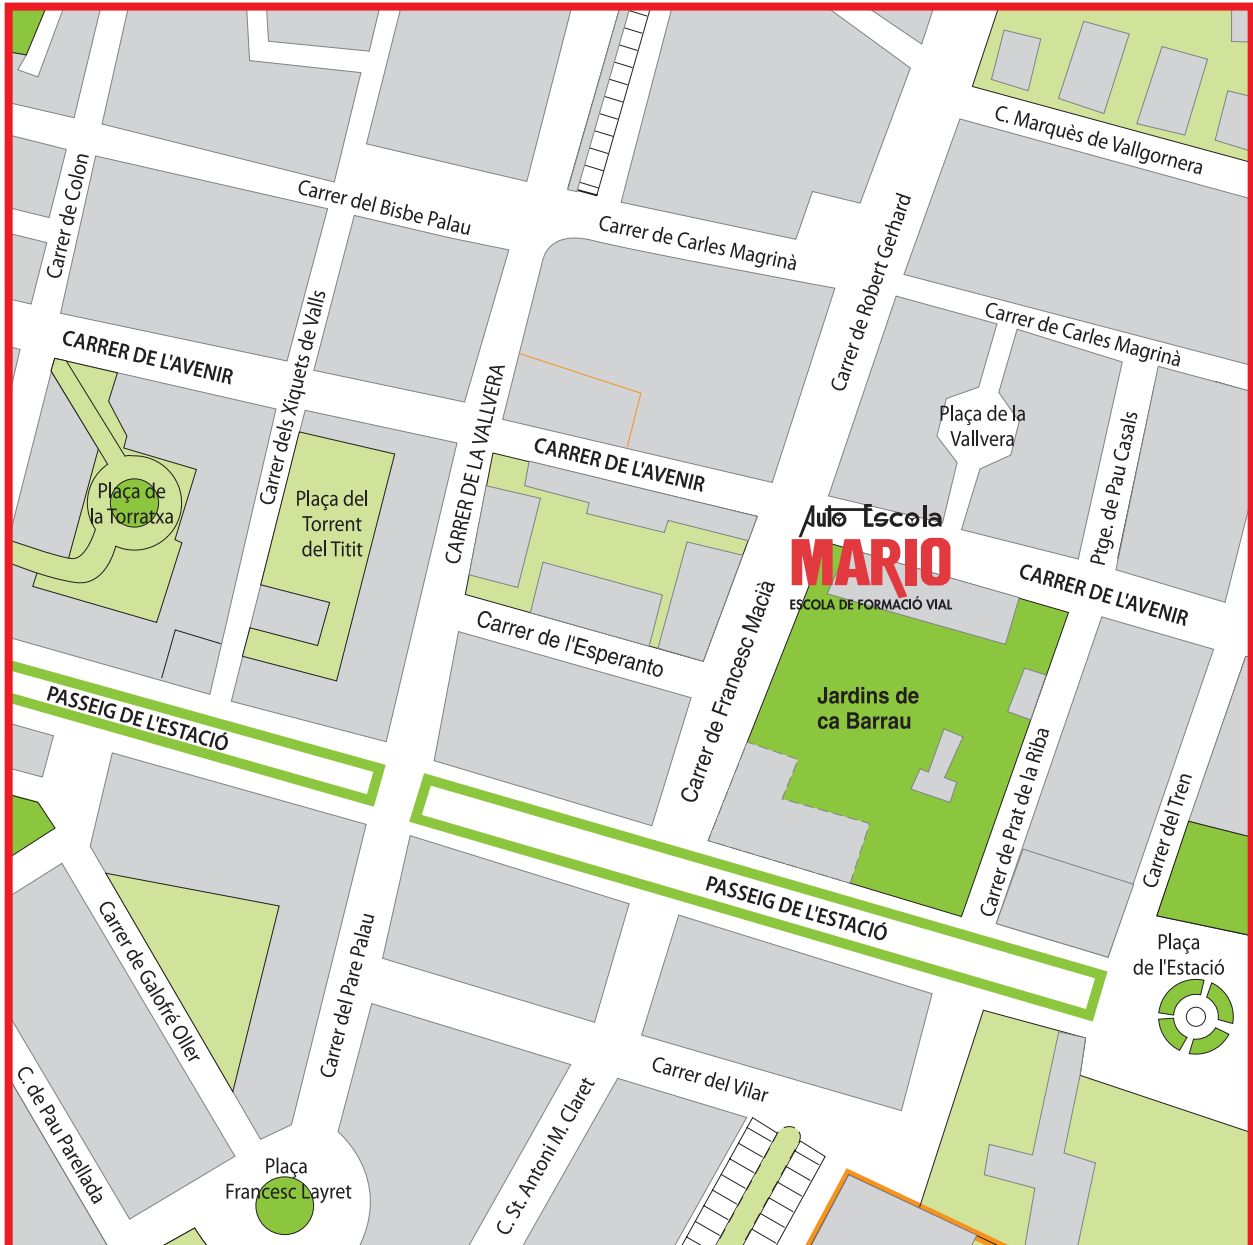 C. Marquès de Vallgornera
Carrer de Colon
Carrer del Bisbe Palau
Carrer de Carles Magrinà
Carrer de Robert Gerhard
Carrer dels Xiquets de Valls
CARRER DE L'AVENIR
Carrer de Carles Magrinà
CARRER DE LA VALLVERA
Plaça de la
Vallvera
Ptge. de Pau Casals
CARRER DE L'AVENIR
Plaça de
la Torratxa
Plaça del
Torrent
del Titit
Auto Escola
MARIO
ESCOLA DE FORMACIÓ VIAL
CARRER DE L'AVENIR
Carrer de l'Esperanto
Carrer de Francesc Macià
Jardins de
ca Barrau
PASSEIG DE L'ESTACIÓ
Carrer de Prat de la Riba
Carrer del Tren
PASSEIG DE L'ESTACIÓ
Plaça
de l'Estació
Carrer de Galofré Oller
Carrer del Pare Palau
Carrer del Vilar
C. de Pau Parellada
C. St. Antoni M. Claret
Plaça
Francesc Layret